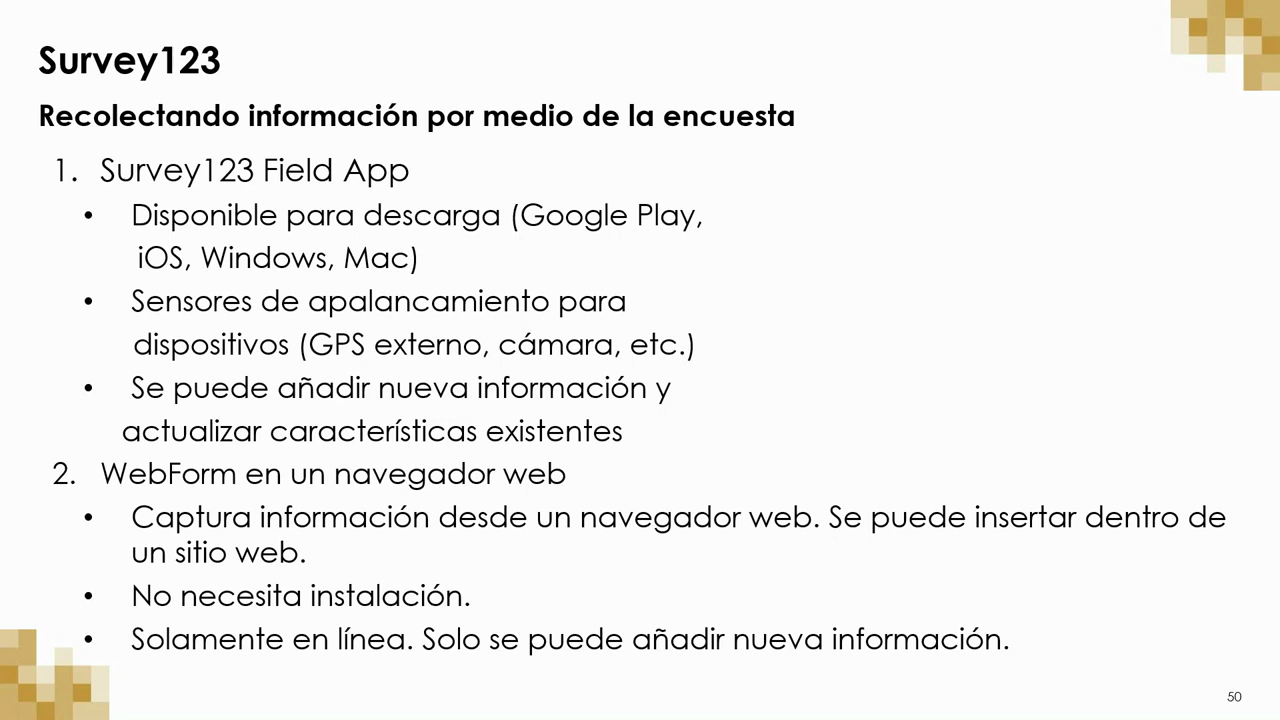 Survey123
Recolectando información por medio de la encuesta
1. Survey123 Field App
• Disponible para descarga (Google Play,
iOS, Windows, Mac)
• Sensores de apalancamiento para
dispositivos (GPS externo, cámara, etc.)
• Se puede añadir nueva información y
actualizar características existentes
2. WebForm en un navegador web
• Captura información desde un navegador web. Se puede insertar dentro de
un sitio web.
• No necesita instalación.
• Solamente en línea. Solo se puede añadir nueva información.
50